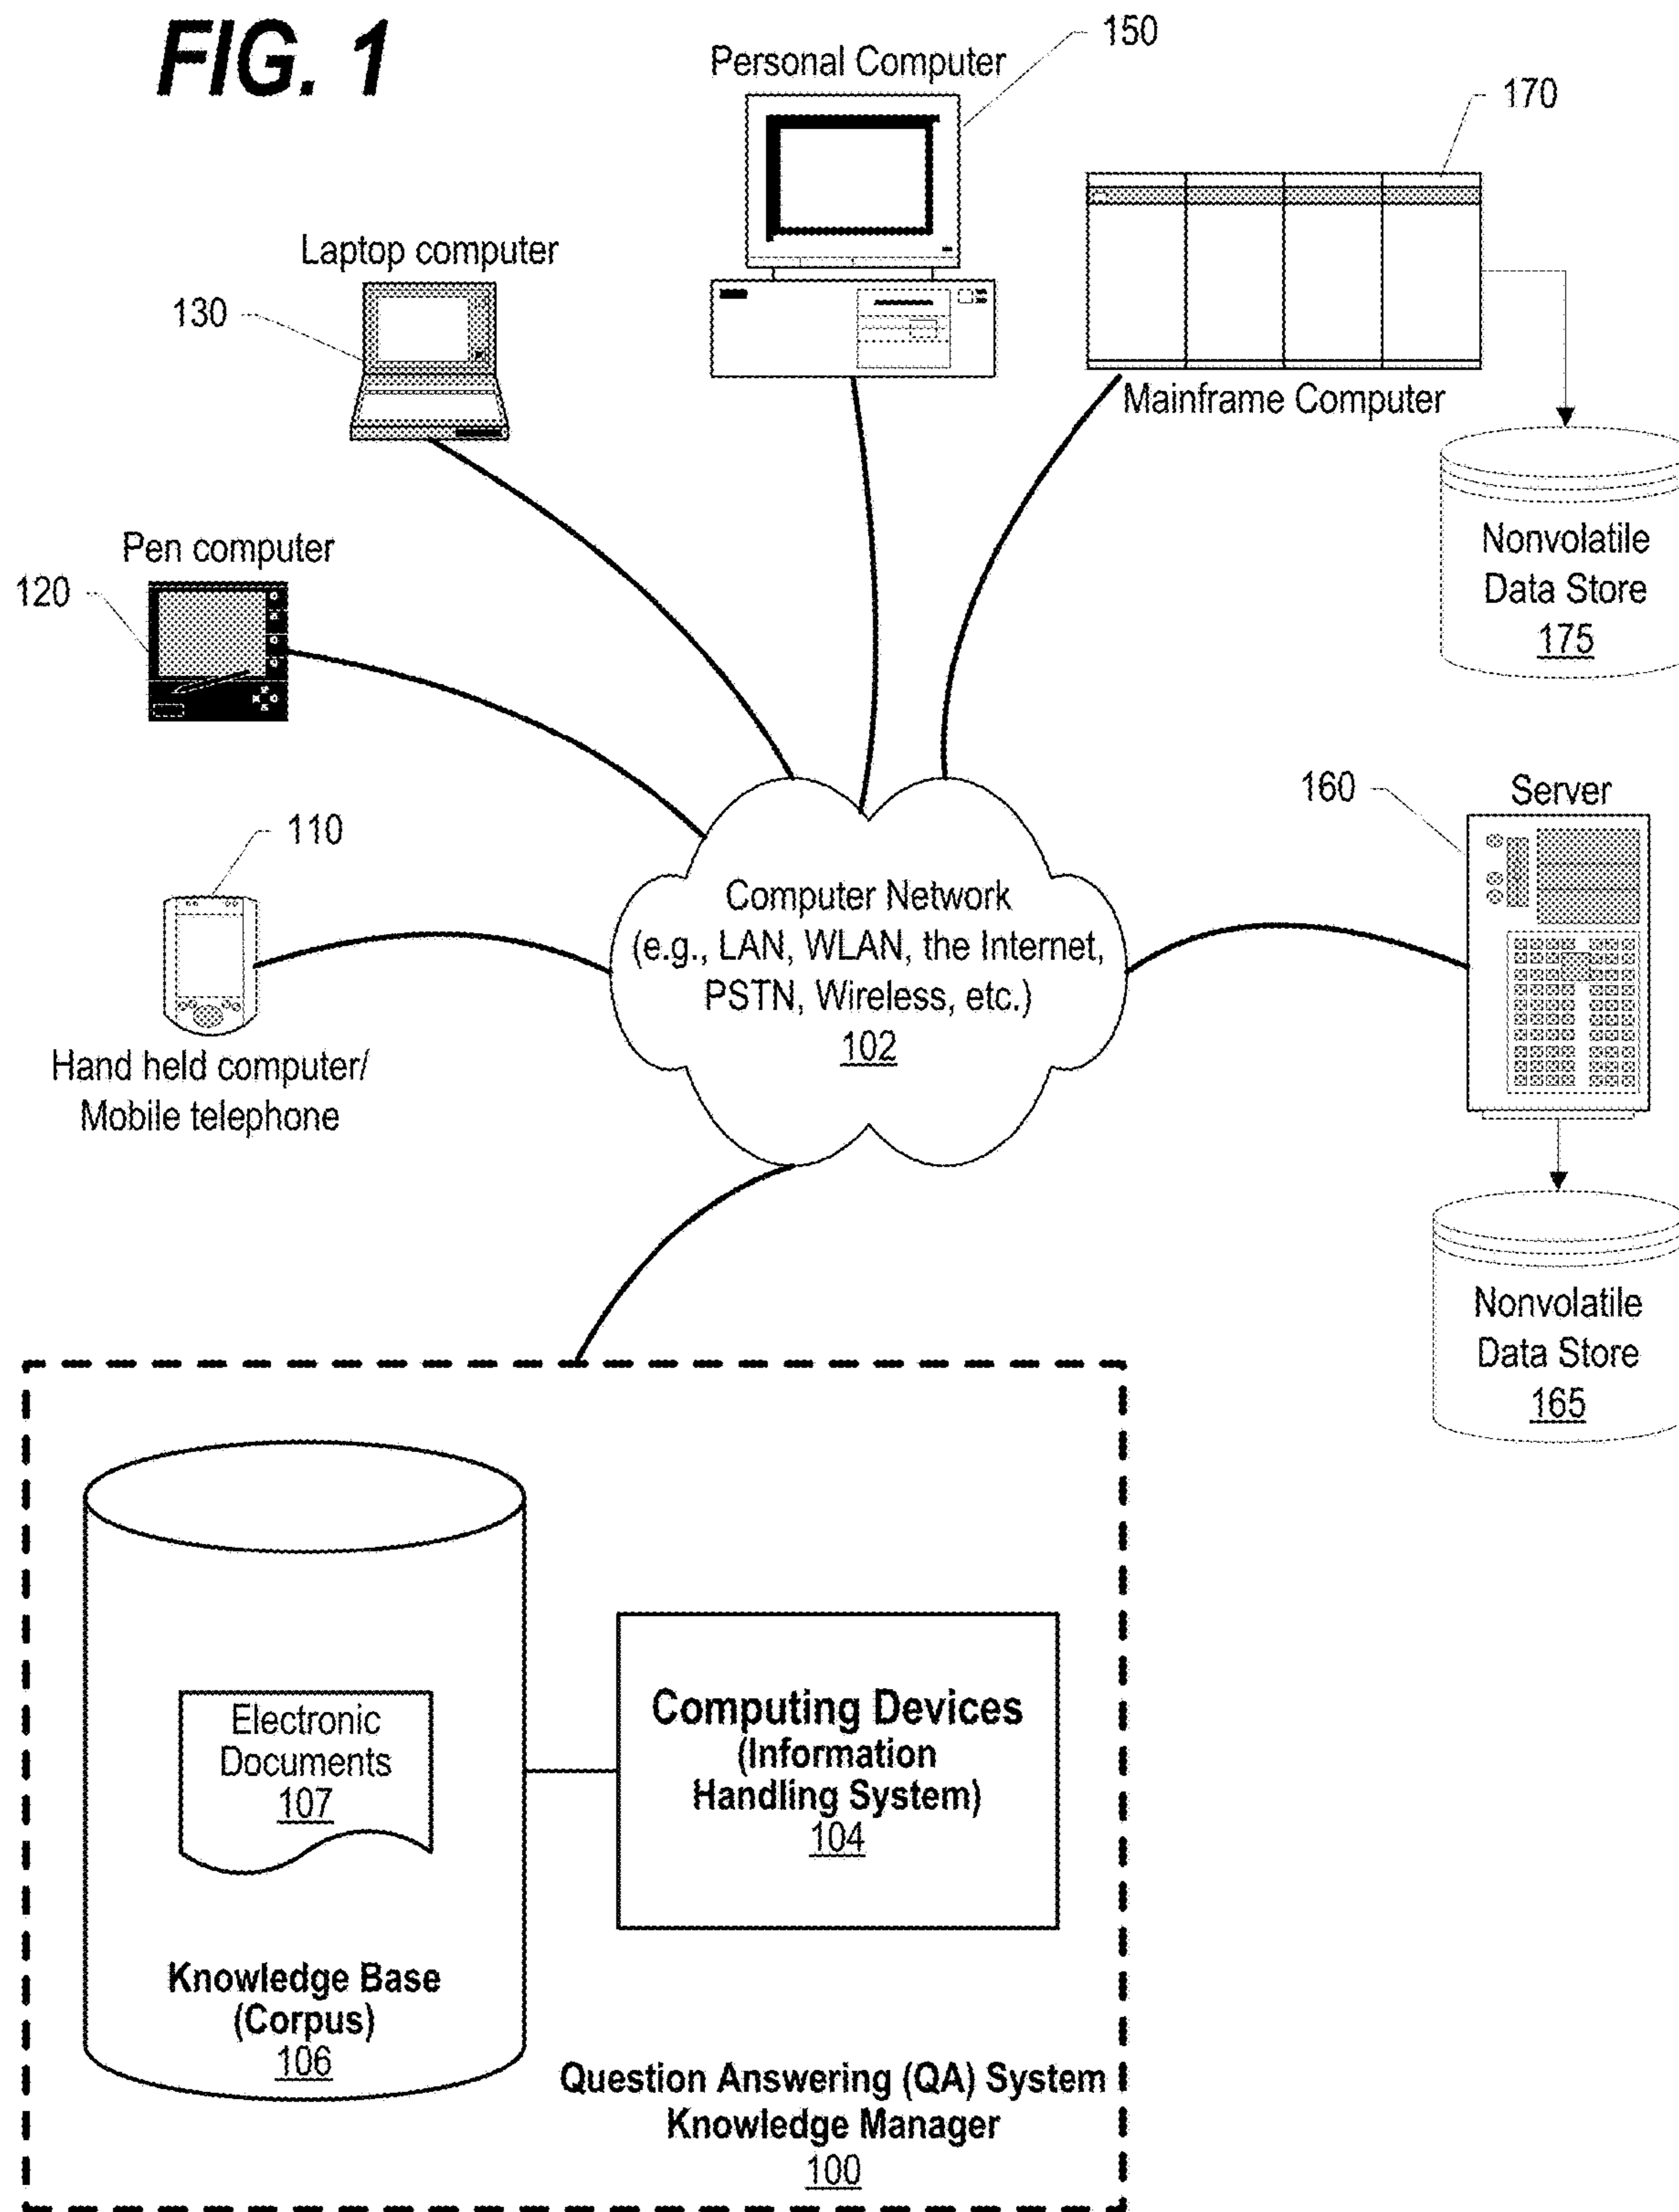 FIG. 1
Personal Computer
150
170
Laptop computer
130
Mainframe Computer
Pen computer
120
Nonvolatile
Data Store
175
160
Server
110
Computer Network
(e.g., LAN, WLAN, the Internet,
PSTN, Wireless, etc.)
102
Hand held computer/
Mobile telephone
Nonvolatile
Data Store
165
Electronic
Documents
107
Computing Devices
(Information
Handling System)
104
Knowledge Base
(Corpus)
106
Question Answering (QA) System
Knowledge Manager
100